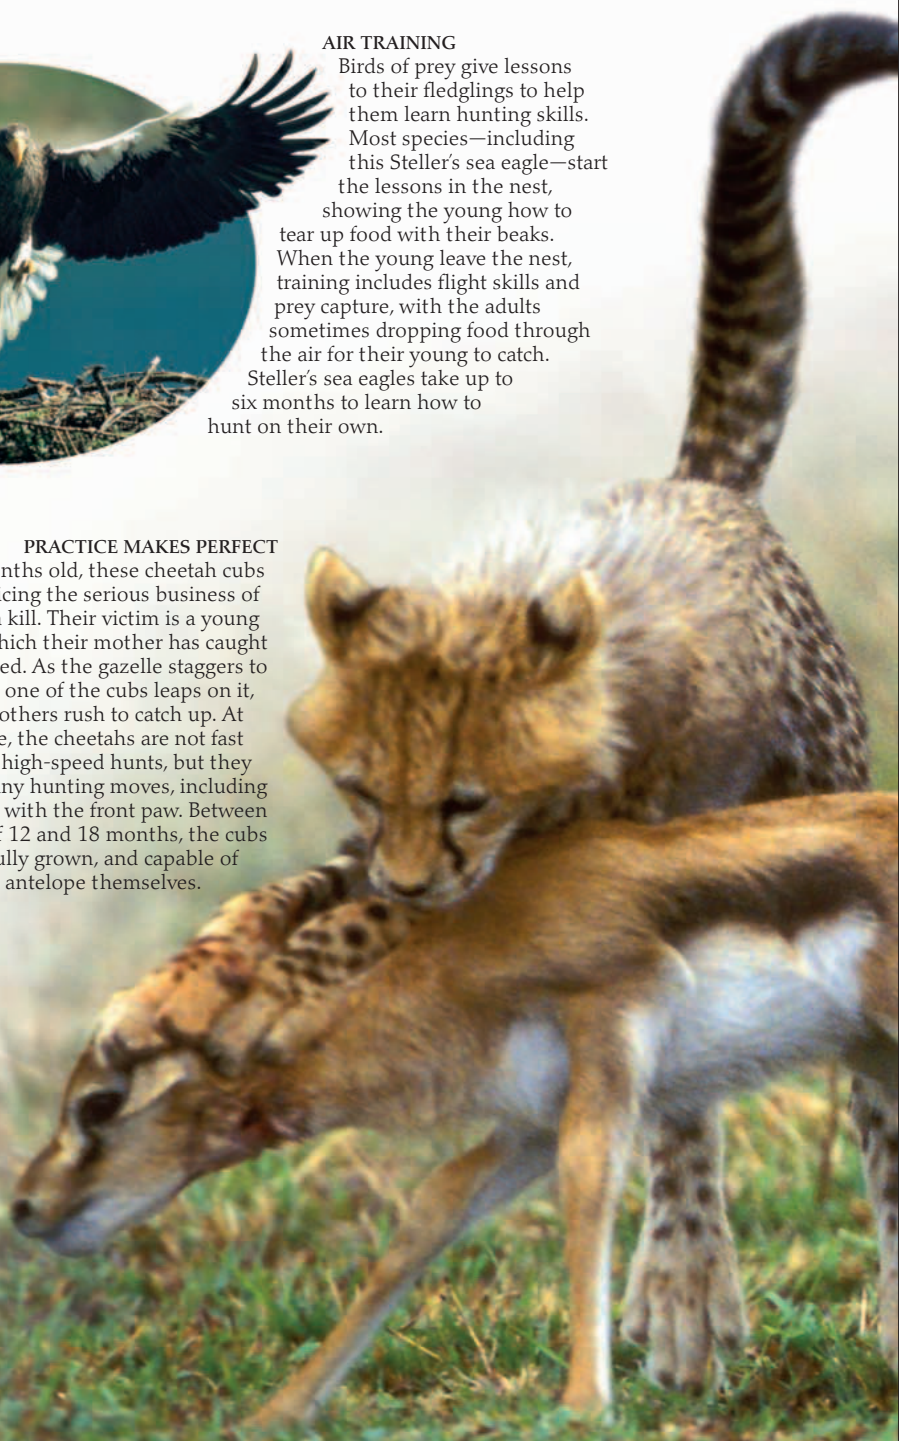 AIR TRAINING
Birds of prey give lessons
to their fledglings to help
them learn hunting skills.
Most species—including
this Steller’s sea eagle—start
the lessons in the nest,
showing the young how to
tear up food with their beaks.
When the young leave the nest,
training includes flight skills and
prey capture, with the adults
sometimes dropping food through
the air for their young to catch.
Steller’s sea eagles take up to
six months to learn how to
hunt on their own.
PRACTICE MAKES PERFECT
old, these cheetah cubs
the serious business of
kill. Their victim is a young
their mother has caught
As the gazelle staggers to
one of the cubs leaps on it,
others rush to catch up. At
the cheetahs are not fast
high-speed hunts, but they
hunting moves, including
with the front paw. Between
12 and 18 months, the cubs
grown, and capable of
antelope themselves.